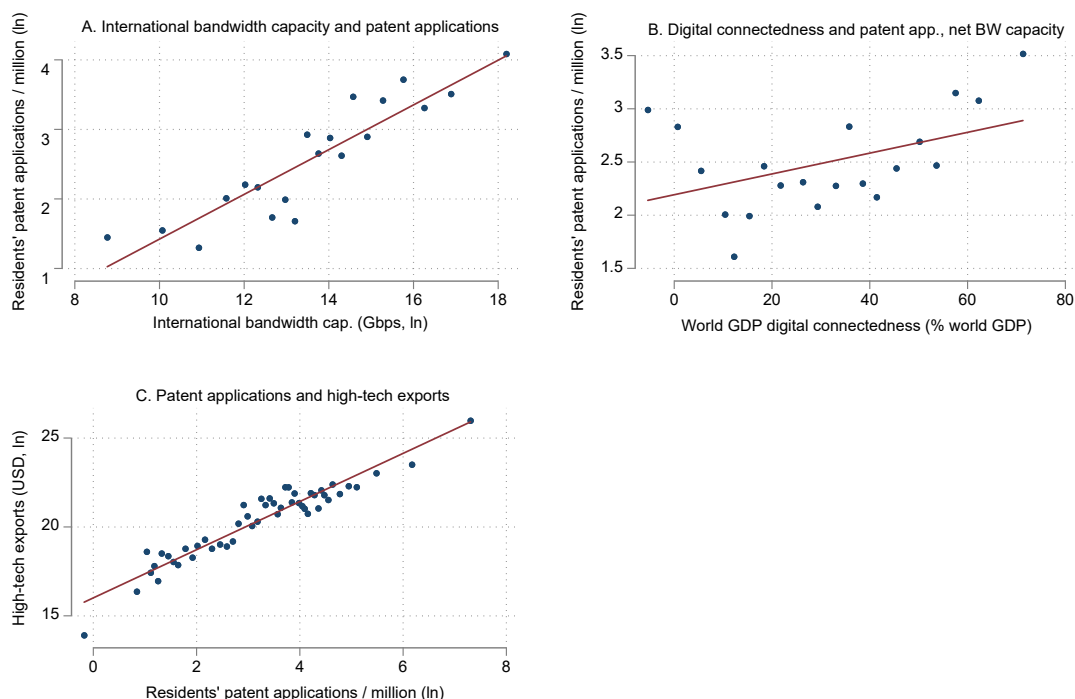 A. International bandwidth capacity and patent applications
Residents' patent applications / million (ln)
4
3
2
1
8 10 12 14 16 18
International bandwidth cap. (Gbps, ln)
B. Digital connectedness and patent app., net BW capacity
Residents' patent applications / million (ln)
3.5
3
2.5
2
1.5
0 20 40 60 80
World GDP digital connectedness (% world GDP)
C. Patent applications and high-tech exports
High-tech exports (USD, ln)
25
20
15
0 2 4 6 8
Residents' patent applications / million (ln)